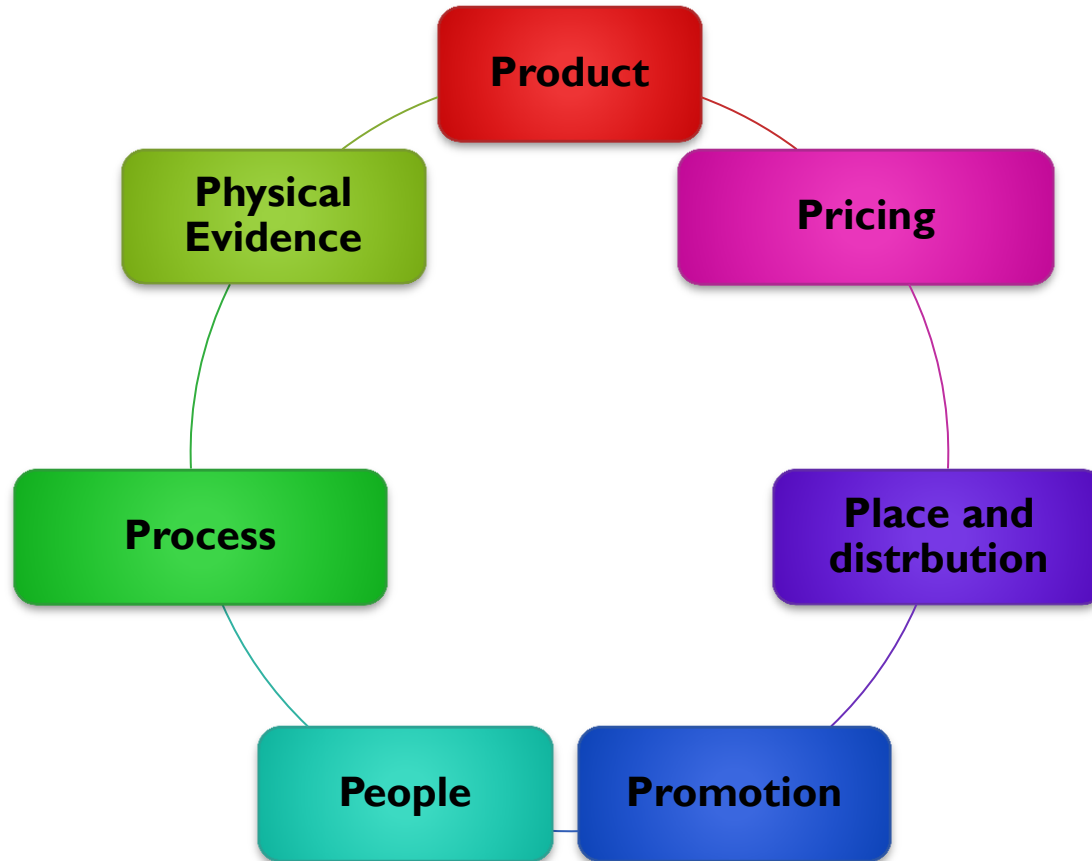 Product
Physical
Evidence
Pricing
Process
Place and
distrbution
People
Promotion